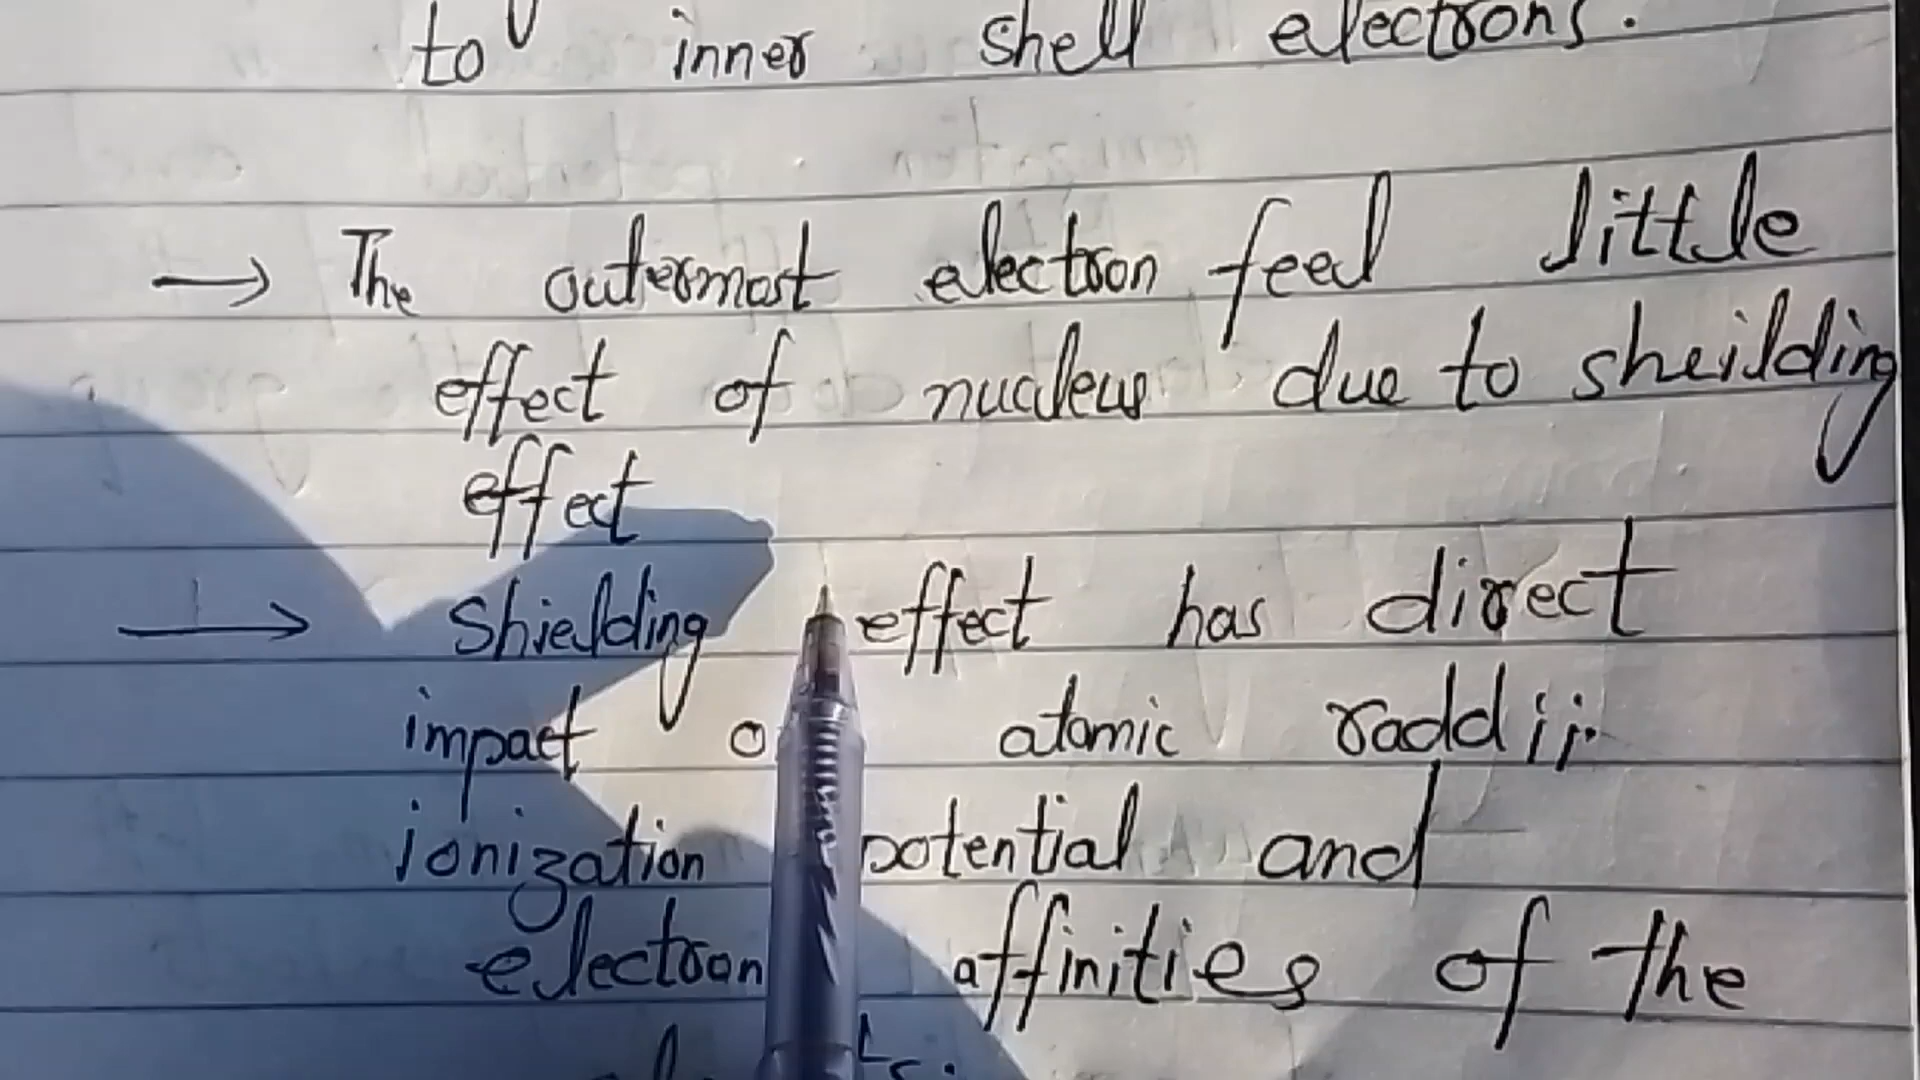 to inner shell electrons.
→ The outermost electron feel little
effect of nucleus due to sheilding
effect
→ Shielding effect has direct
impact atomic raddii
ionization potential and
electron affinities of the